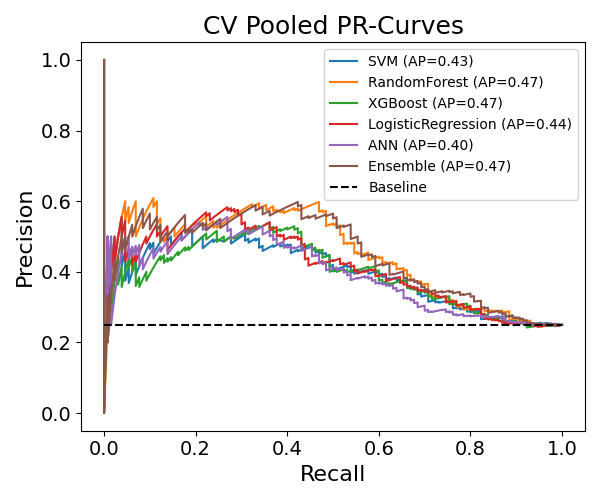 CV Pooled PR-Curves
SVM (AP=0.43)
RandomForest (AP=0.47)
XGBoost (AP=0.47)
LogisticRegression (AP=0.44)
ANN (AP=0.40)
Ensemble (AP=0.47)
Baseline
Precision
1.0
0.8
0.6
0.4
0.2
0.0
0.0 0.2 0.4 0.6 0.8 1.0
Recall